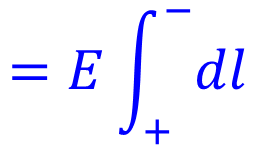 = E ∫₊⁻ dl